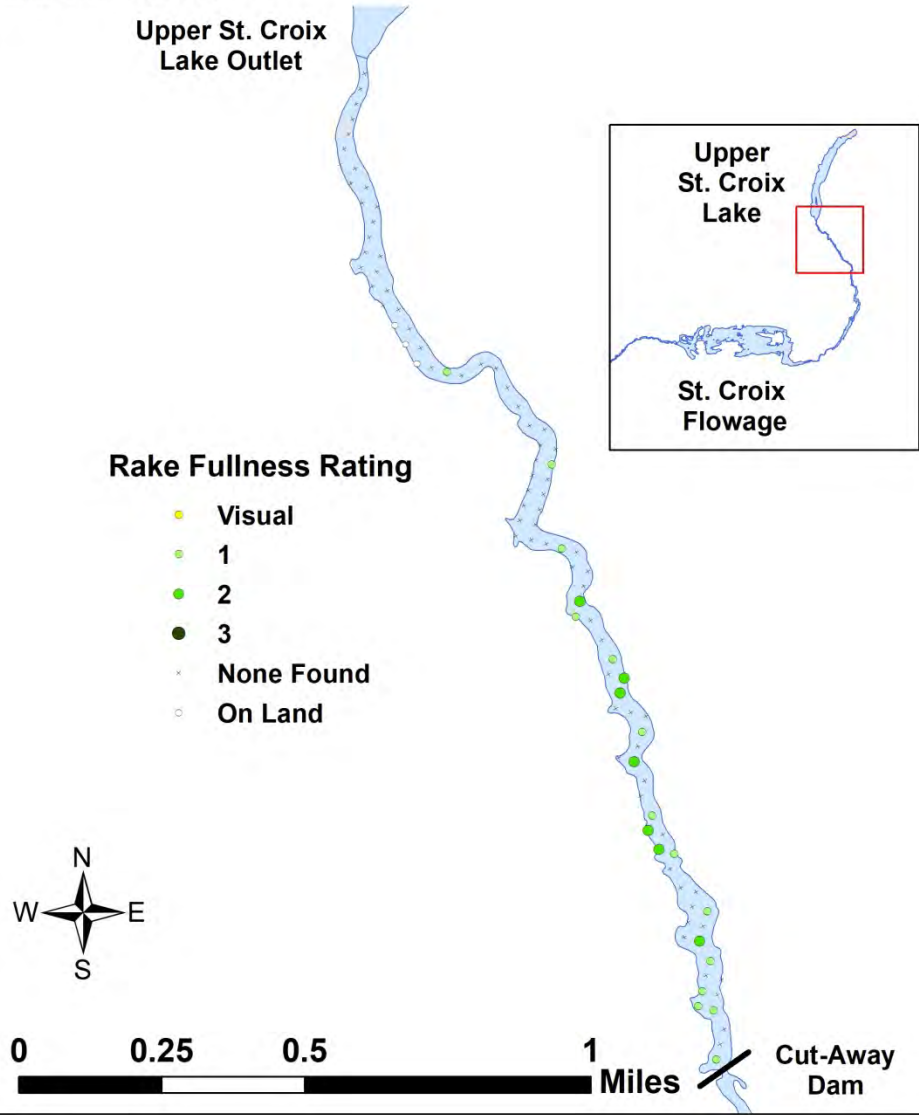 Upper St. Croix
Lake Outlet
Upper
St. Croix
Lake
St. Croix
Flowage
Rake Fullness Rating
Visual
1
2
3
None Found
On Land
N
W E
S
0 0.25 0.5 1
Miles
Cut-Away
Dam